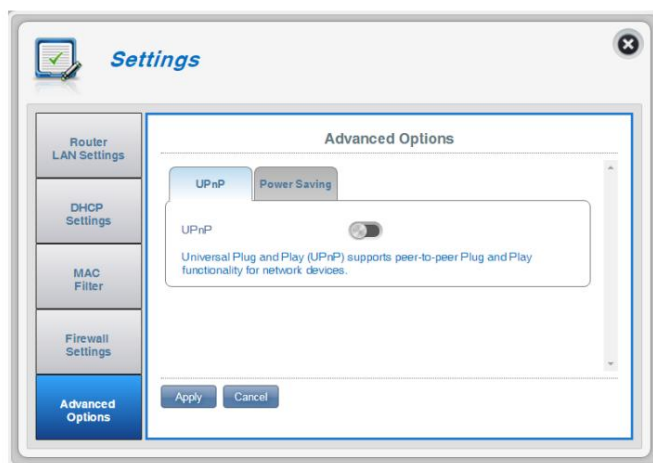 Settings
Router
LAN Settings
DHCP
Settings
MAC
Filter
Firewall
Settings
Advanced
Options
Advanced Options
UPnP
Power Saving
UPnP
Universal Plug and Play (UPnP) supports peer-to-peer Plug and Play
functionality for network devices.
Apply
Cancel